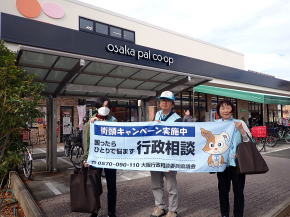 osaka pal co·op
街頭キャンペーン実施中
困ったら
ひとりで悩まず 行政相談
0570-090-110 大阪行政相談委員協議会